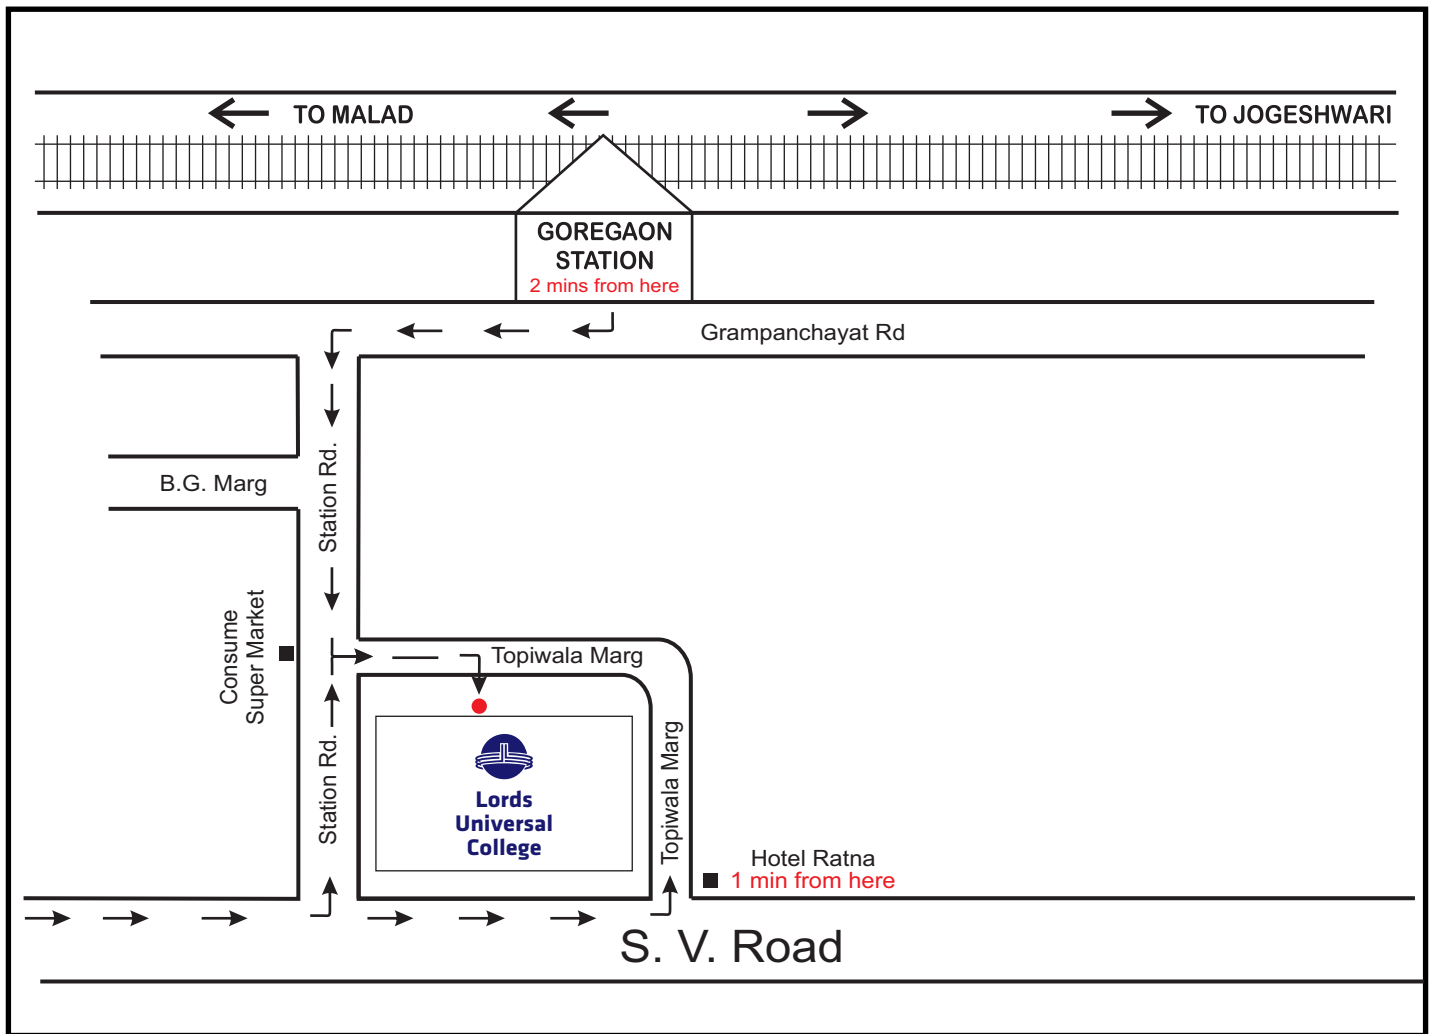 TO MALAD
TO JOGESHWARI
GOREGAON
STATION
2 mins from here
Grampanchayat Rd
Station Rd.
B.G. Marg
Consume
Super Market
Topiwala Marg
Station Rd.
Lords
Universal
College
Topiwala Marg
Hotel Ratna
1 min from here
S. V. Road